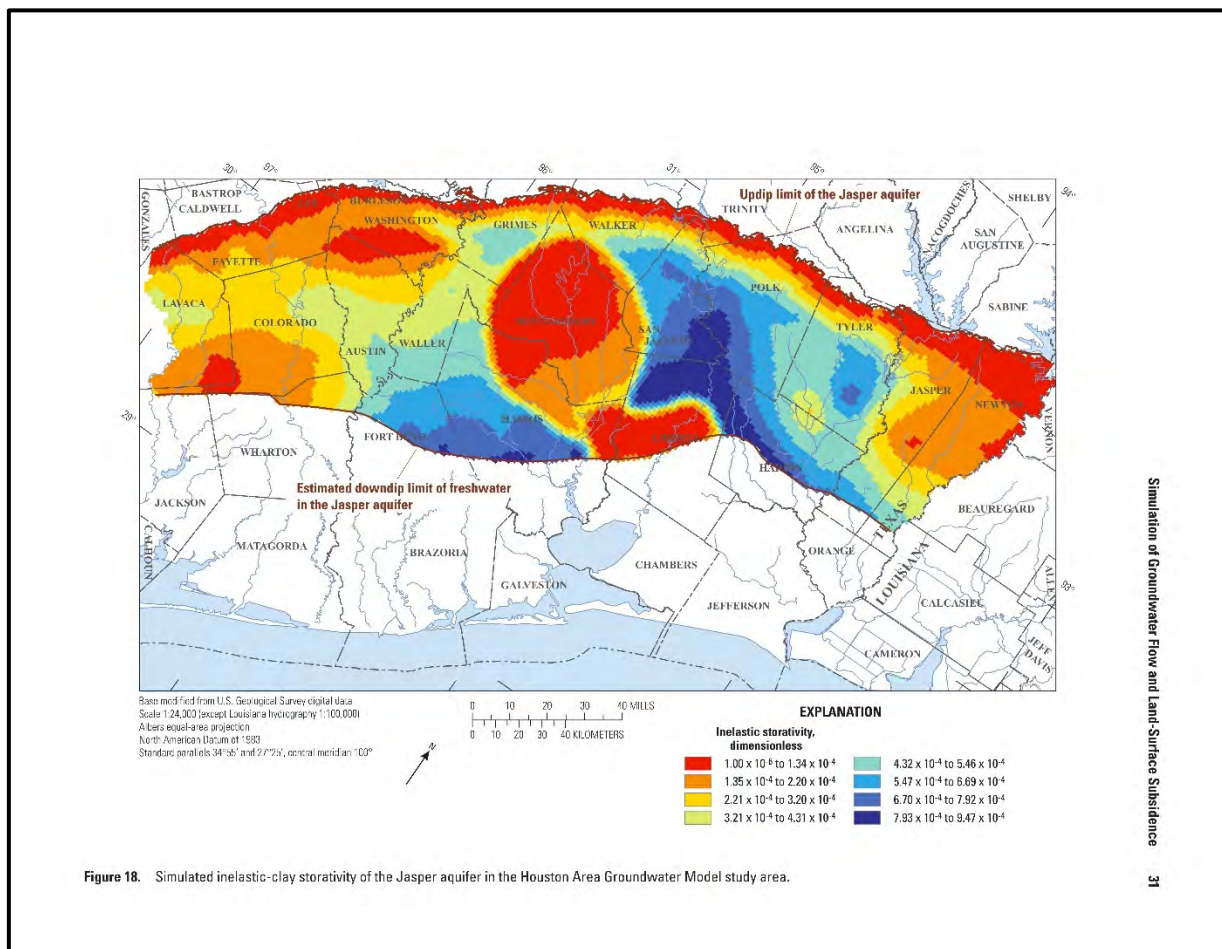 30°
97°
96°
31°
95°
94°
GONZALES
BASTROP
CALDWELL
BURLESON
WASHINGTON
GRIMES
WALKER
TRINITY
Updip limit of the Jasper aquifer
ANGELINA
NACOGDOCHES
SHELBY
SAN
AUGUSTINE
SABINE
FAYETTE
LAVACA
COLORADO
AUSTIN
WALLER
POLK
TYLER
JASPER
VERNON
29°
FORT BEND
HARRIS
WHARTON
Estimated downdip limit of freshwater
in the Jasper aquifer
JACKSON
CALHOUN
MATAGORDA
BRAZORIA
GALVESTON
CHAMBERS
JEFFERSON
ORANGE
TEXAS
LOUISIANA
BEAUREGARD
ALLEN
CALCASIEU
CAMERON
JEFF
DAVIS
93°
Base modified from U.S. Geological Survey digital data
Scale 1:24,000 (except Louisiana hydrography 1:100,000)
Albers equal-area projection
North American Datum of 1983
Standard parallels 34°55' and 27°25', central meridian 100°
0 10 20 30 40 MILES
0 10 20 30 40 KILOMETERS
N
EXPLANATION
Inelastic storativity,
dimensionless
1.00 x 10-6 to 1.34 x 10-4
1.35 x 10-4 to 2.20 x 10-4
2.21 x 10-4 to 3.20 x 10-4
3.21 x 10-4 to 4.31 x 10-4
4.32 x 10-4 to 5.46 x 10-4
5.47 x 10-4 to 6.69 x 10-4
6.70 x 10-4 to 7.92 x 10-4
7.93 x 10-4 to 9.47 x 10-4
Figure 18. Simulated inelastic-clay storativity of the Jasper aquifer in the Houston Area Groundwater Model study area.
Simulation of Groundwater Flow and Land-Surface Subsidence 31